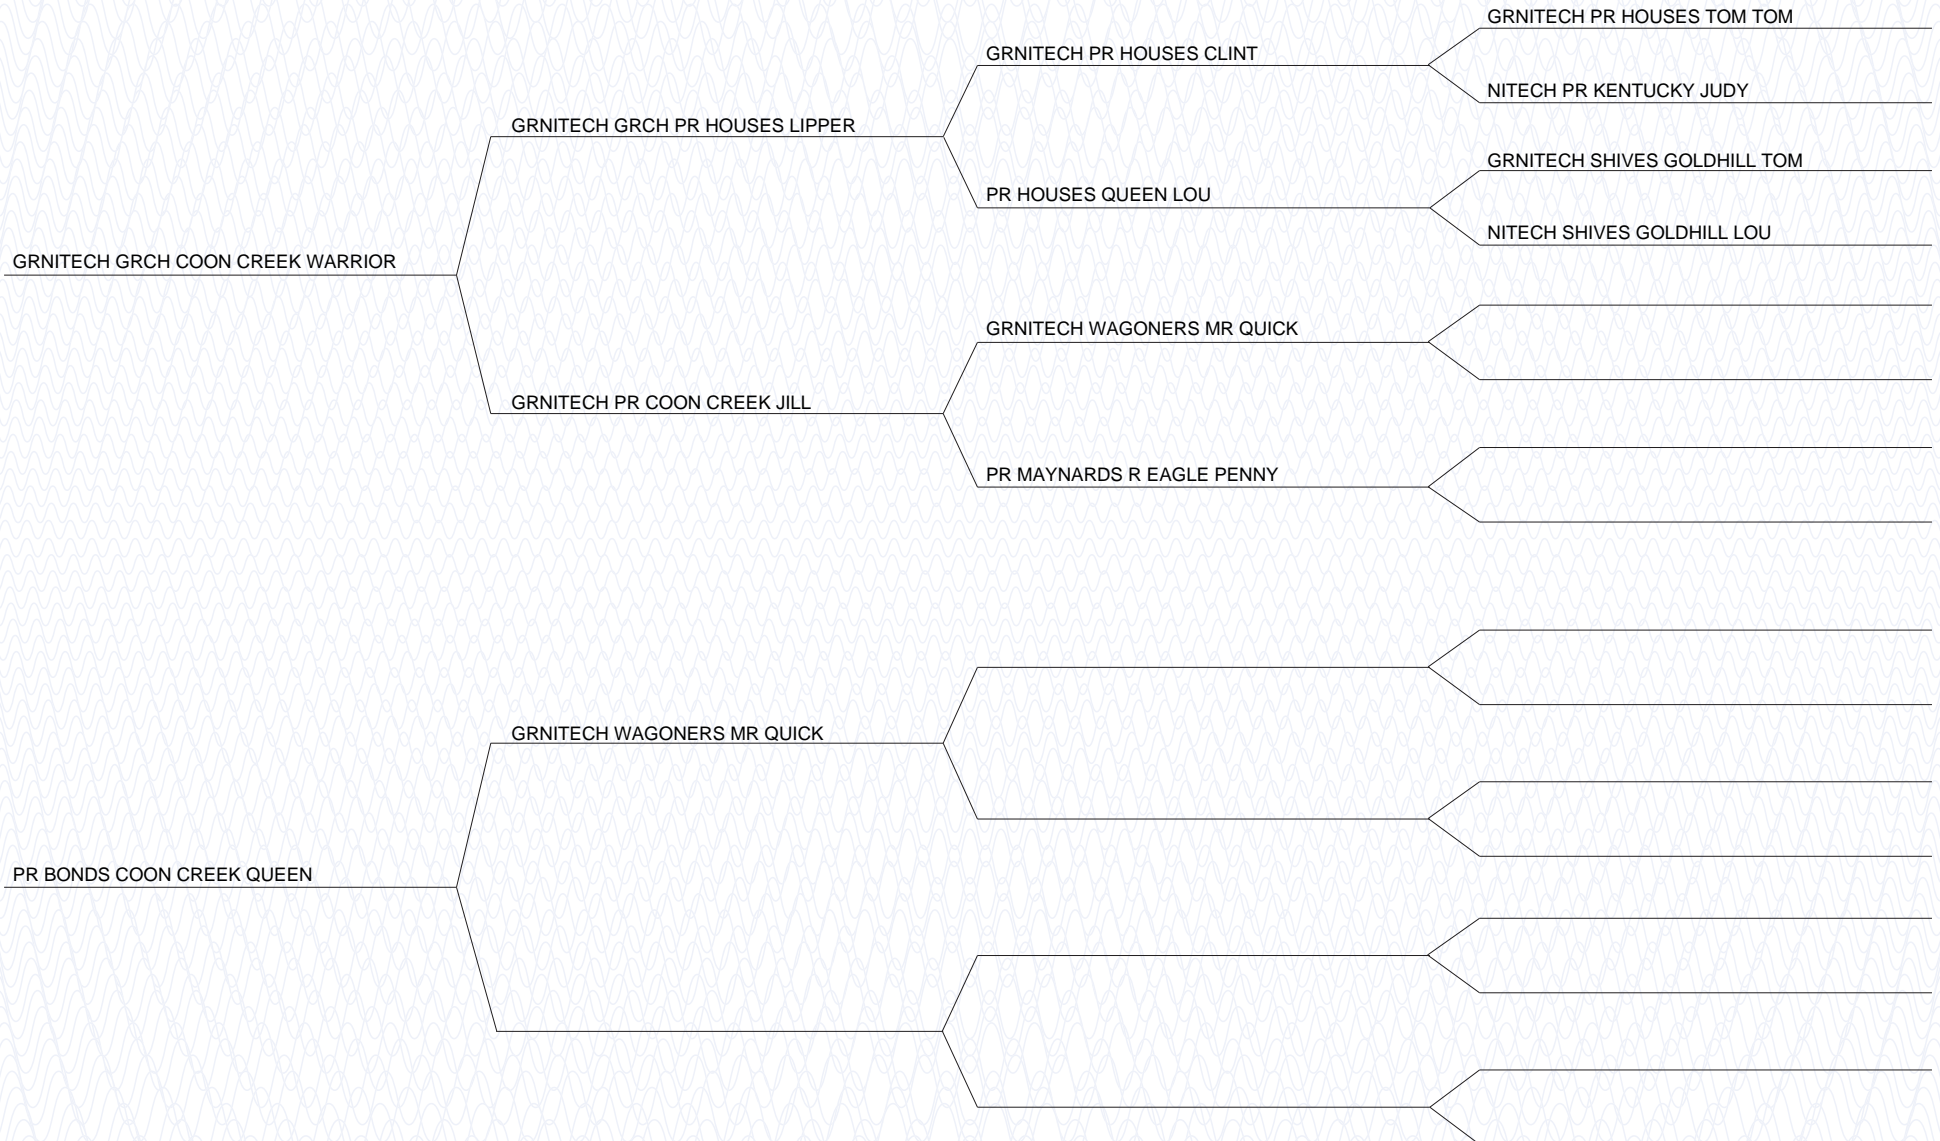 GRNITECH PR HOUSES TOM TOM
GRNITECH PR HOUSES CLINT
NITECH PR KENTUCKY JUDY
GRNITECH GRCH PR HOUSES LIPPER
GRNITECH SHIVES GOLDHILL TOM
PR HOUSES QUEEN LOU
NITECH SHIVES GOLDHILL LOU
GRNITECH GRCH COON CREEK WARRIOR
GRNITECH WAGONERS MR QUICK
GRNITECH PR COON CREEK JILL
PR MAYNARDS R EAGLE PENNY
GRNITECH WAGONERS MR QUICK
PR BONDS COON CREEK QUEEN